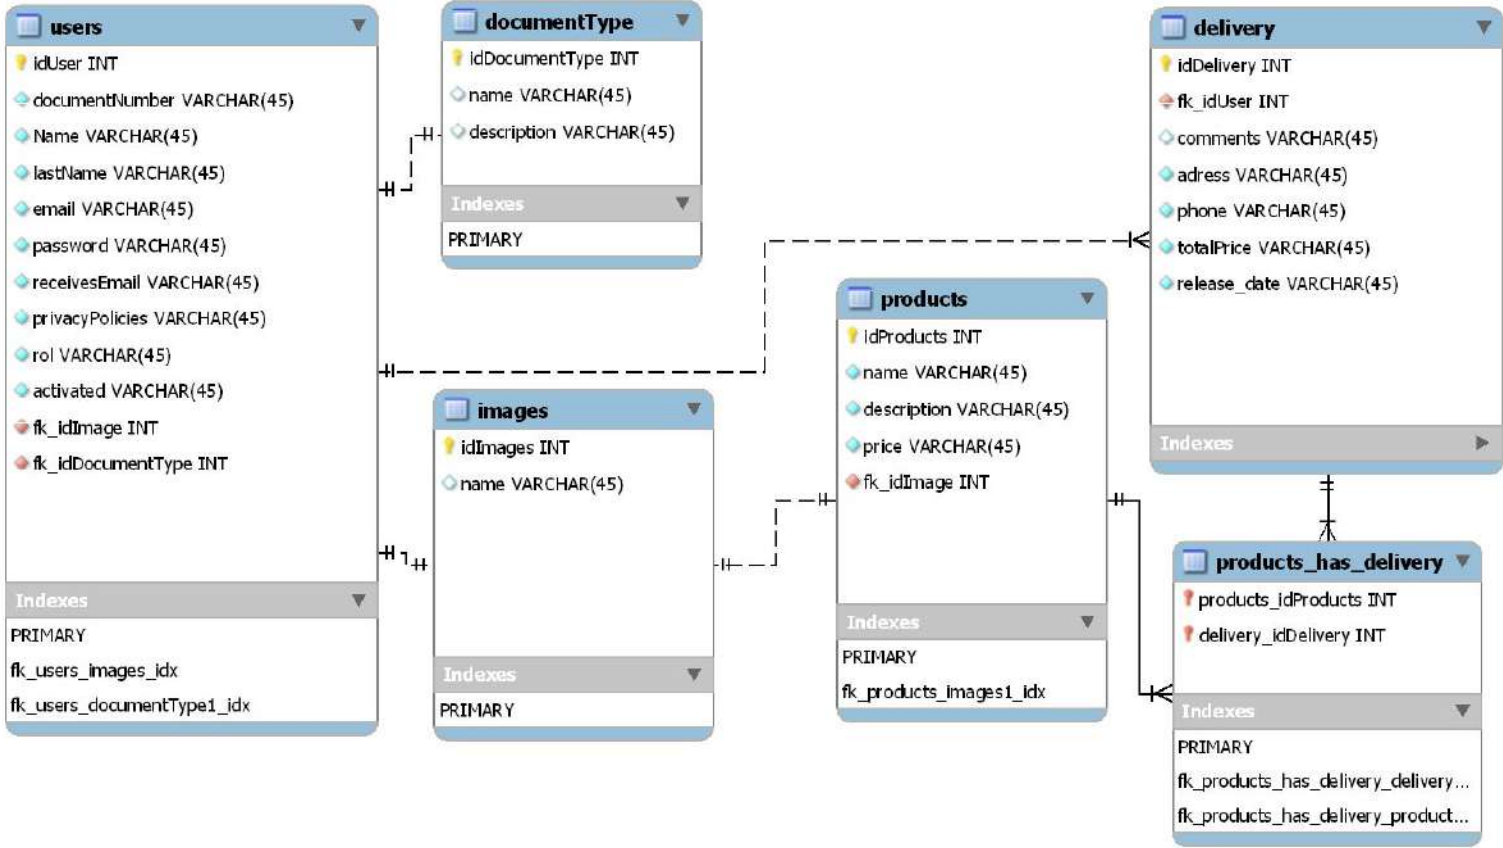 users
idUser INT
documentNumber VARCHAR(45)
Name VARCHAR(45)
lastName VARCHAR(45)
email VARCHAR(45)
password VARCHAR(45)
receivesEmail VARCHAR(45)
privacyPolicies VARCHAR(45)
rol VARCHAR(45)
activated VARCHAR(45)
fk_idImage INT
fk_idDocumentType INT
Indexes
PRIMARY
fk_users_images_idx
fk_users_documentType1_idx
documentType
idDocumentType INT
name VARCHAR(45)
description VARCHAR(45)
Indexes
PRIMARY
images
idImages INT
name VARCHAR(45)
Indexes
PRIMARY
products
idProducts INT
name VARCHAR(45)
description VARCHAR(45)
price VARCHAR(45)
fk_idImage INT
Indexes
PRIMARY
fk_products_images1_idx
delivery
idDelivery INT
fk_idUser INT
comments VARCHAR(45)
adress VARCHAR(45)
phone VARCHAR(45)
totalPrice VARCHAR(45)
release_date VARCHAR(45)
Indexes
products_has_delivery
products_idProducts INT
delivery_idDelivery INT
Indexes
PRIMARY
fk_products_has_delivery_delivery...
fk_products_has_delivery_product...